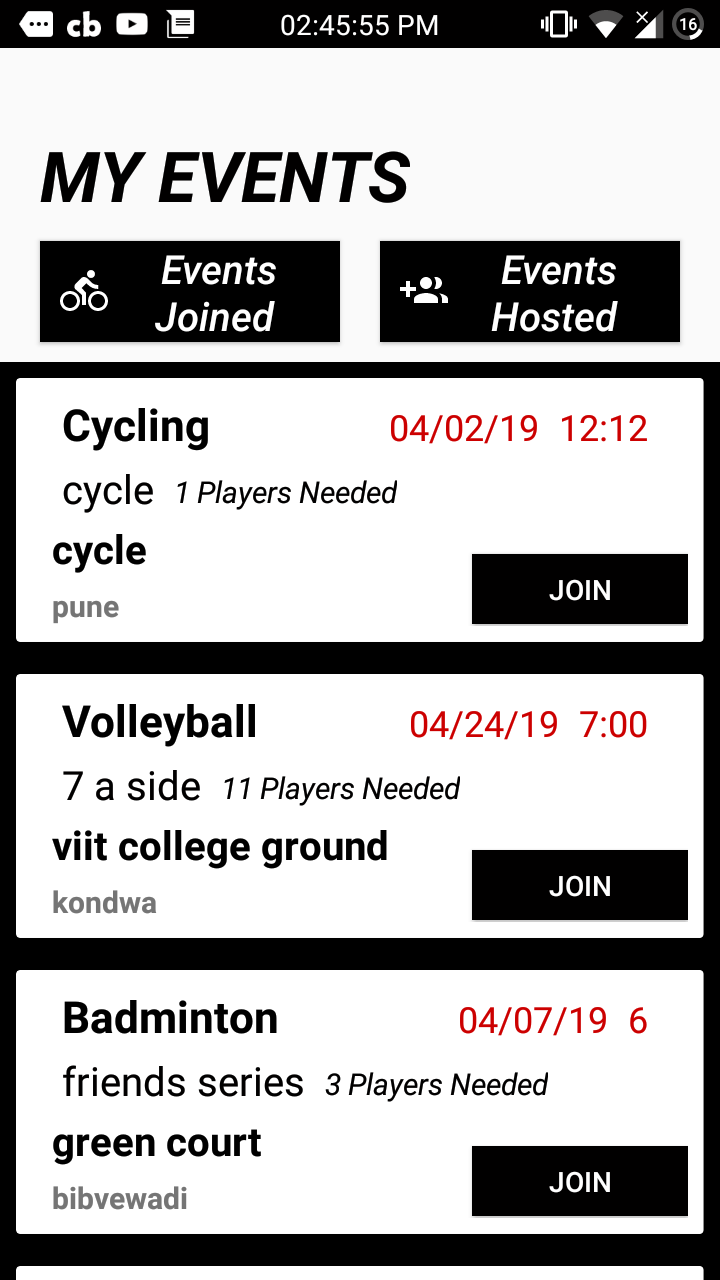 cb 02:45:55 PM 16
MY EVENTS
Events Events
Joined Hosted
Cycling 04/02/19 12:12
cycle 1 Players Needed
cycle
JOIN
pune
Volleyball 04/24/19 7:00
7 a side 11 Players Needed
viit college ground
JOIN
kondwa
Badminton 04/07/19 6
friends series 3 Players Needed
green court
JOIN
bibvewadi